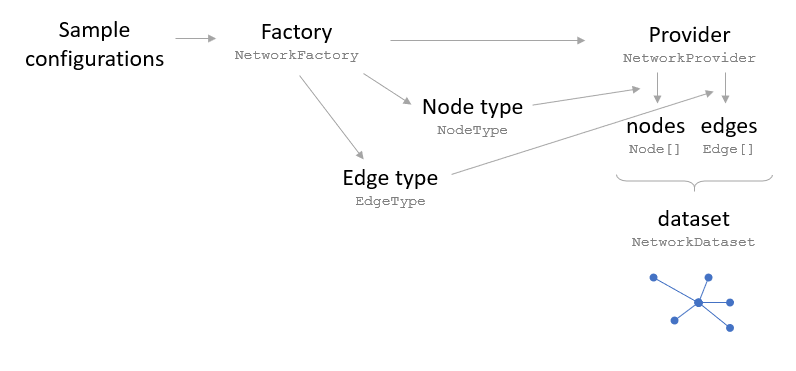 Sample
configurations
Factory
NetworkFactory
Provider
NetworkProvider
Node type
NodeType
nodes
Node[]
edges
Edge[]
Edge type
EdgeType
dataset
NetworkDataset